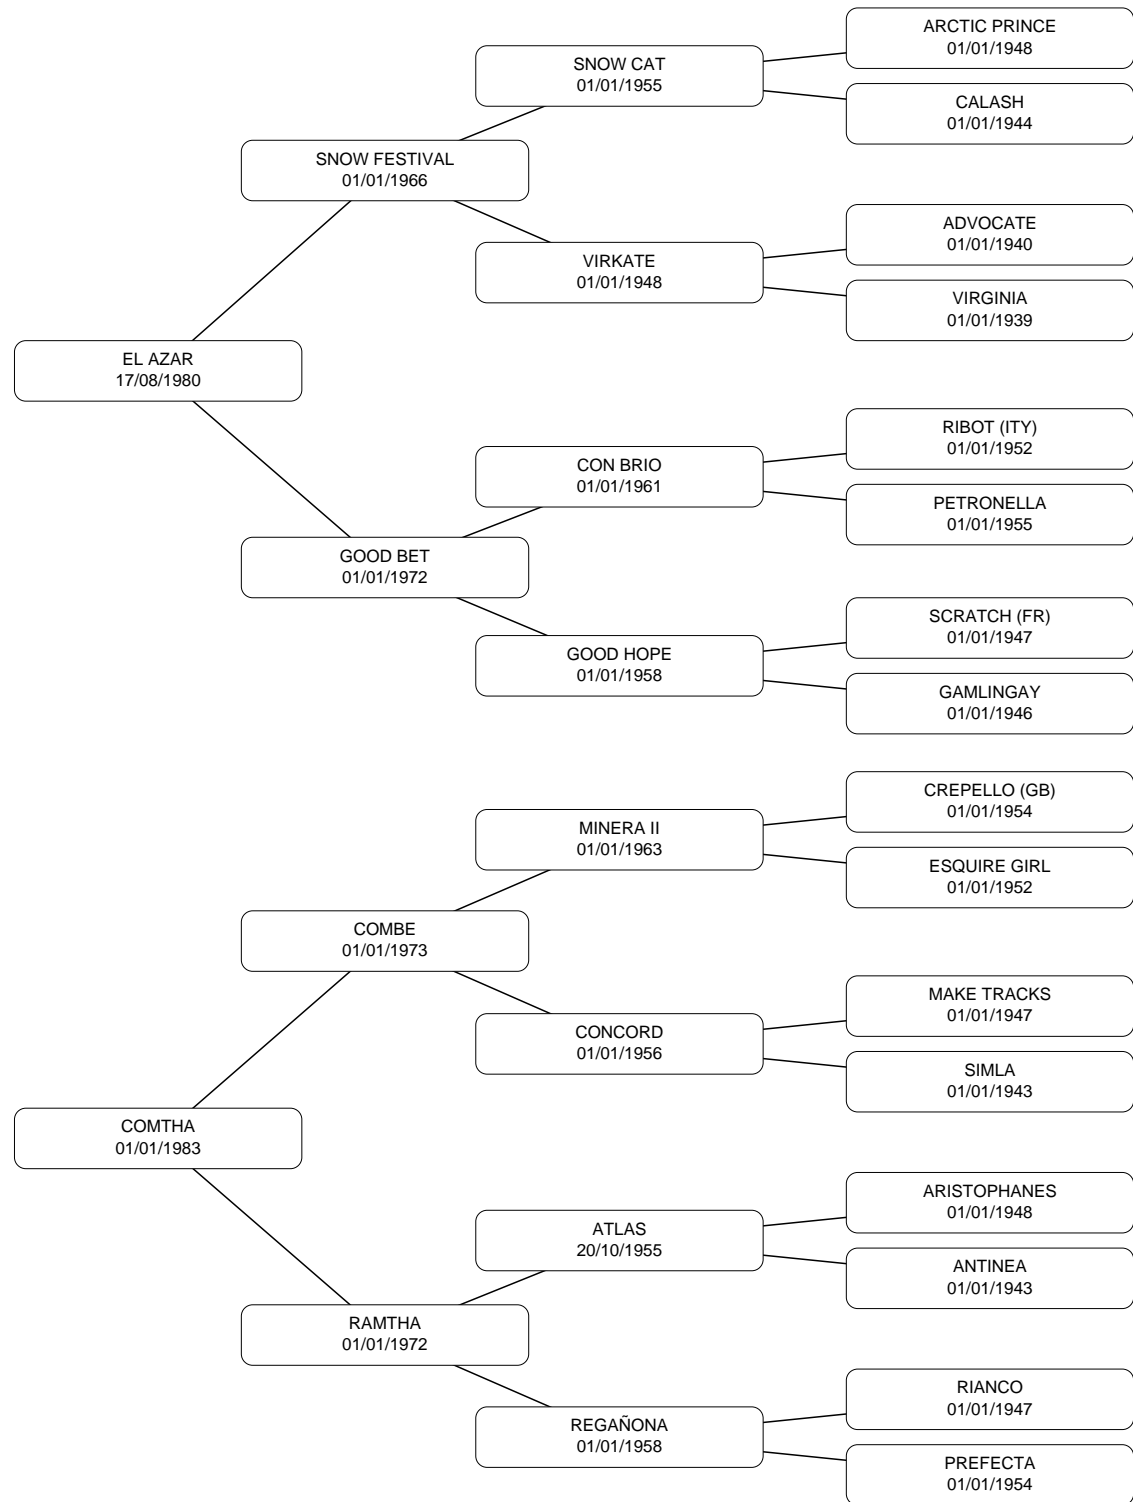 ARCTIC PRINCE
01/01/1948
SNOW CAT
01/01/1955
CALASH
01/01/1944
SNOW FESTIVAL
01/01/1966
ADVOCATE
01/01/1940
VIRKATE
01/01/1948
VIRGINIA
01/01/1939
EL AZAR
17/08/1980
RIBOT (ITY)
01/01/1952
CON BRIO
01/01/1961
PETRONELLA
01/01/1955
GOOD BET
01/01/1972
SCRATCH (FR)
01/01/1947
GOOD HOPE
01/01/1958
GAMLINGAY
01/01/1946
CREPELLO (GB)
01/01/1954
MINERA II
01/01/1963
ESQUIRE GIRL
01/01/1952
COMBE
01/01/1973
MAKE TRACKS
01/01/1947
CONCORD
01/01/1956
SIMLA
01/01/1943
COMTHA
01/01/1983
ARISTOPHANES
01/01/1948
ATLAS
20/10/1955
ANTINEA
01/01/1943
RAMTHA
01/01/1972
RIANCO
01/01/1947
REGAÑONA
01/01/1958
PREFECTA
01/01/1954